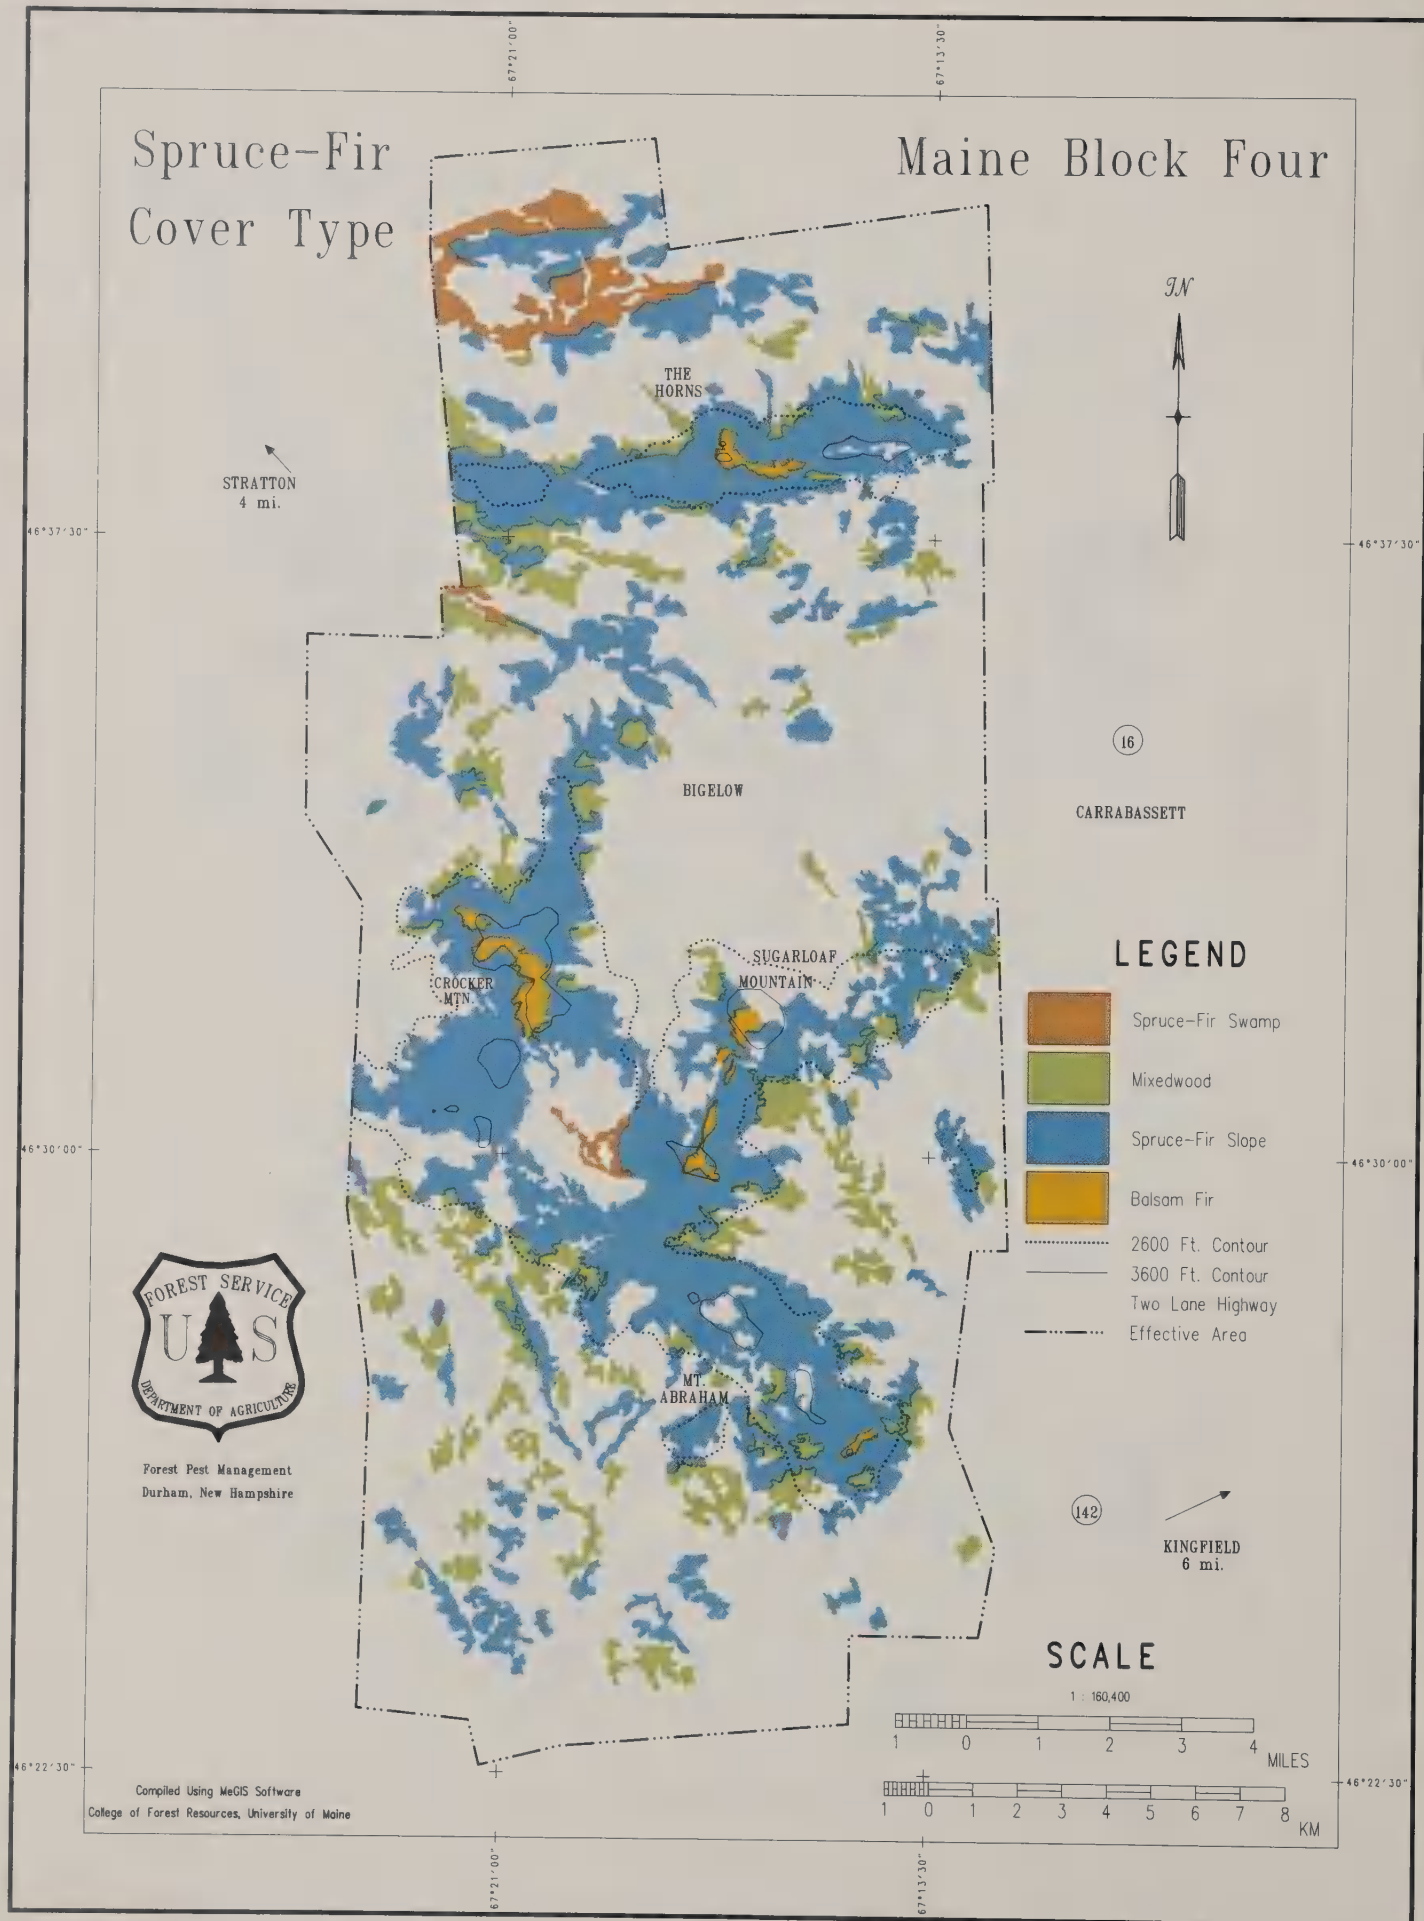 67°21'00"
67°13'30"
Spruce-Fir
Cover Type
Maine Block Four
N
THE
HORNS
STRATTON
4 mi.
46°37'30"
46°37'30"
16
BIGELOW
CARRABASSETT
SUGARLOAF
MOUNTAIN
CROCKER
MTN.
LEGEND
Spruce-Fir Swamp
Mixedwood
Spruce-Fir Slope
Balsam Fir
2600 Ft. Contour
3600 Ft. Contour
Two Lane Highway
Effective Area
46°30'00"
46°30'00"
FOREST SERVICE
U S
DEPARTMENT OF AGRICULTURE
MT.
ABRAHAM
Forest Pest Management
Durham, New Hampshire
142
KINGFIELD
6 mi.
SCALE
1 : 160,400
1 0 1 2 3 4
MILES
1 0 1 2 3 4 5 6 7 8
KM
46°22'30"
46°22'30"
Compiled Using MeGIS Software
College of Forest Resources, University of Maine
67°21'00"
67°13'30"